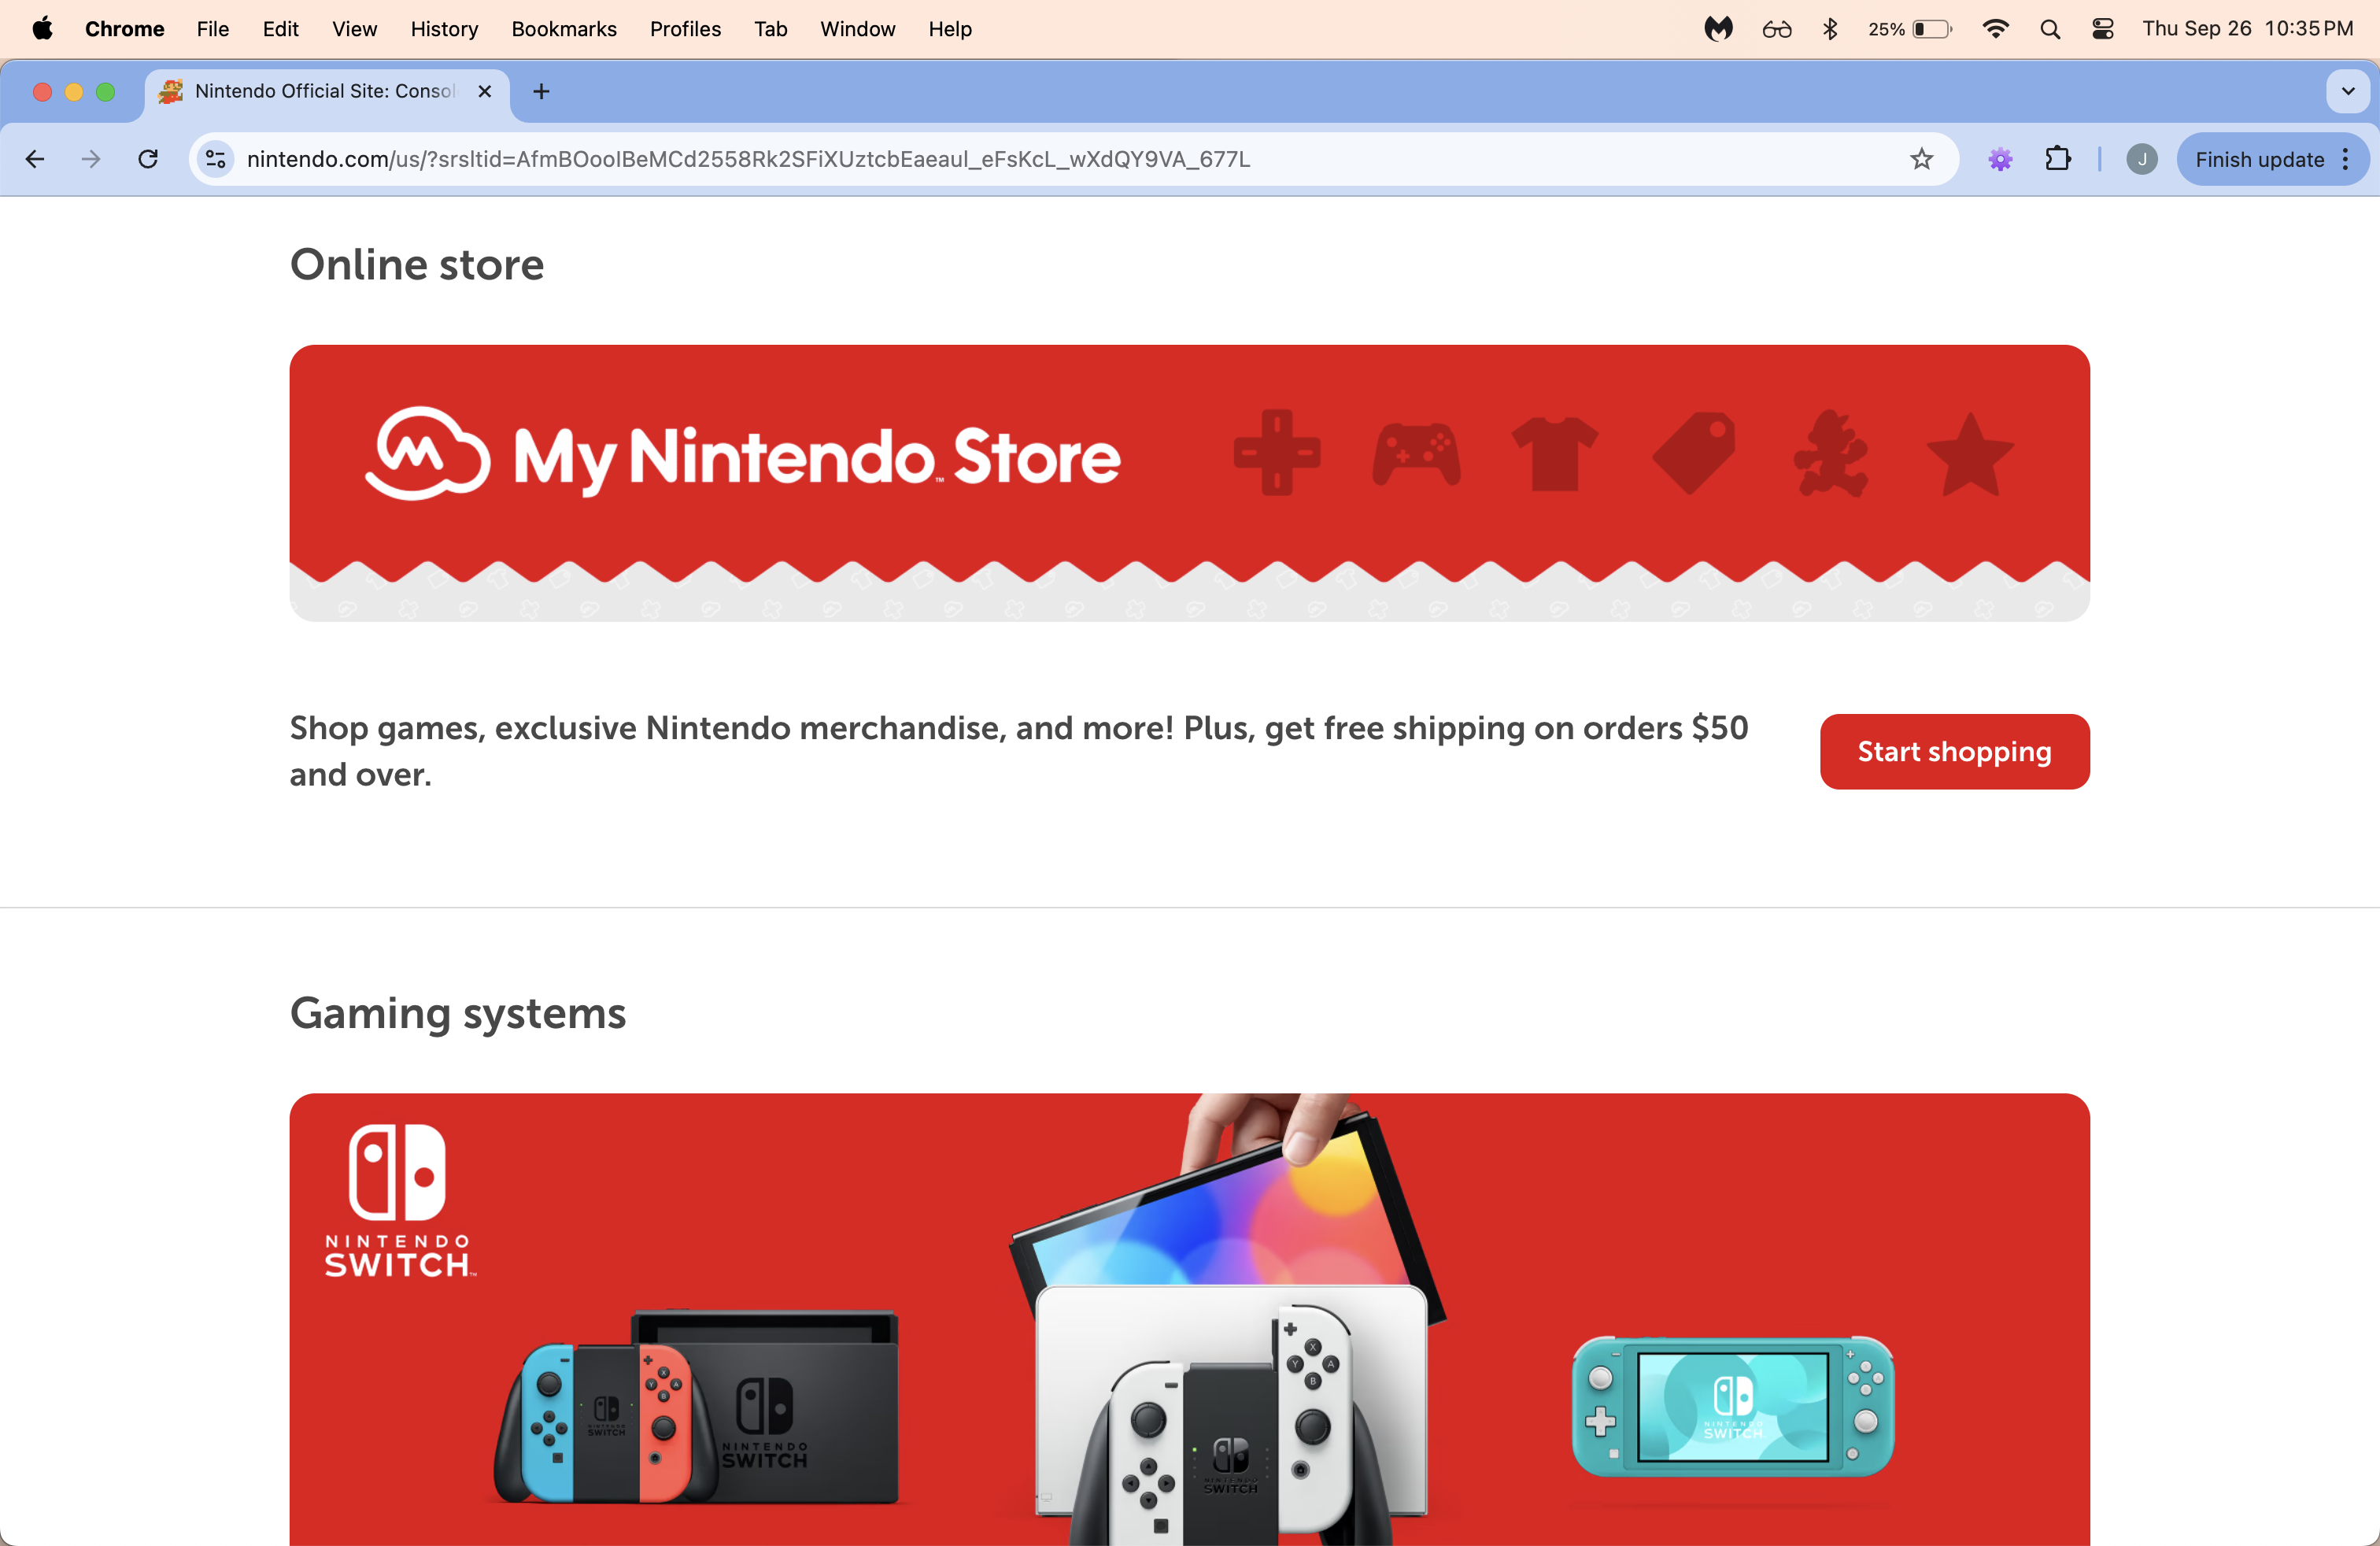 Chrome File Edit View History Bookmarks Profiles Tab Window Help 25% Thu Sep 26 10:35 PM
Nintendo Official Site: Consol
nintendo.com/us/?srsltid=AfmBOooIBeMCd2558Rk2SFiXUztcbEaeaul_eFsKcL_wXdQY9VA_677L J Finish update
Online store
My Nintendo™ Store
Shop games, exclusive Nintendo merchandise, and more! Plus, get free shipping on orders $50
and over.
Start shopping
Gaming systems
NINTENDO
SWITCH™
NINTENDO
SWITCH
NINTENDO
SWITCH
X
Y A
B
NINTENDO
SWITCH
X
Y A
B
NINTENDO
SWITCH